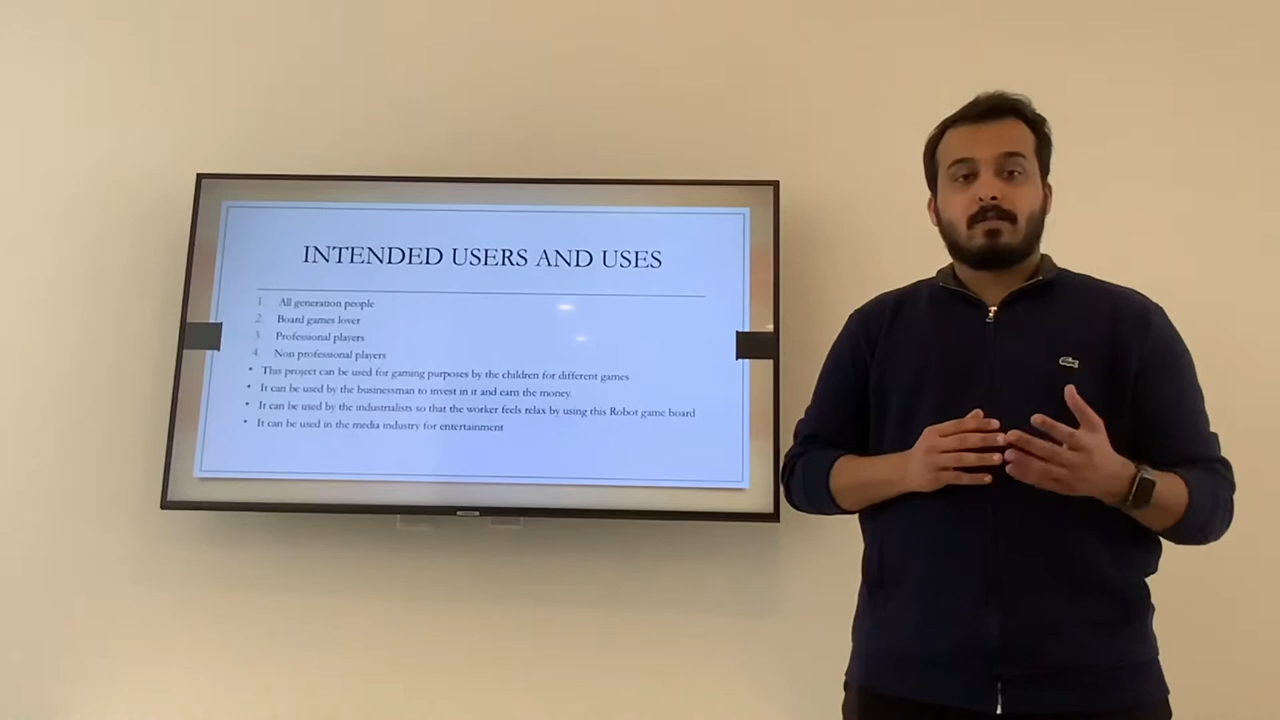 INTENDED USERS AND USES
1. All generation people
2. Board games lover
3. Professional players
4. Non professional players
• This project can be used for gaming purposes by the children for different games
• It can be used by the businessman to invest in it and earn the money.
• It can be used by the industrialists so that the worker feels relax by using this Robot game board
• It can be used in the media industry for entertainment